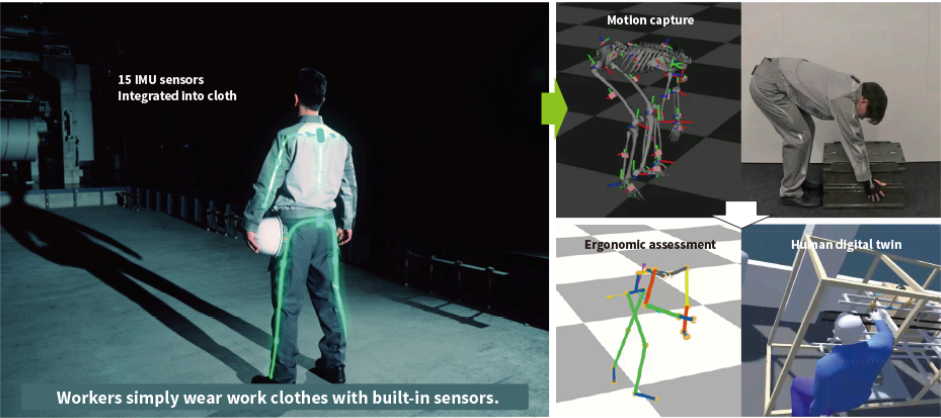 15 IMU sensors
Integrated into cloth
Workers simply wear work clothes with built-in sensors.
Motion capture
Ergonomic assessment
Human digital twin